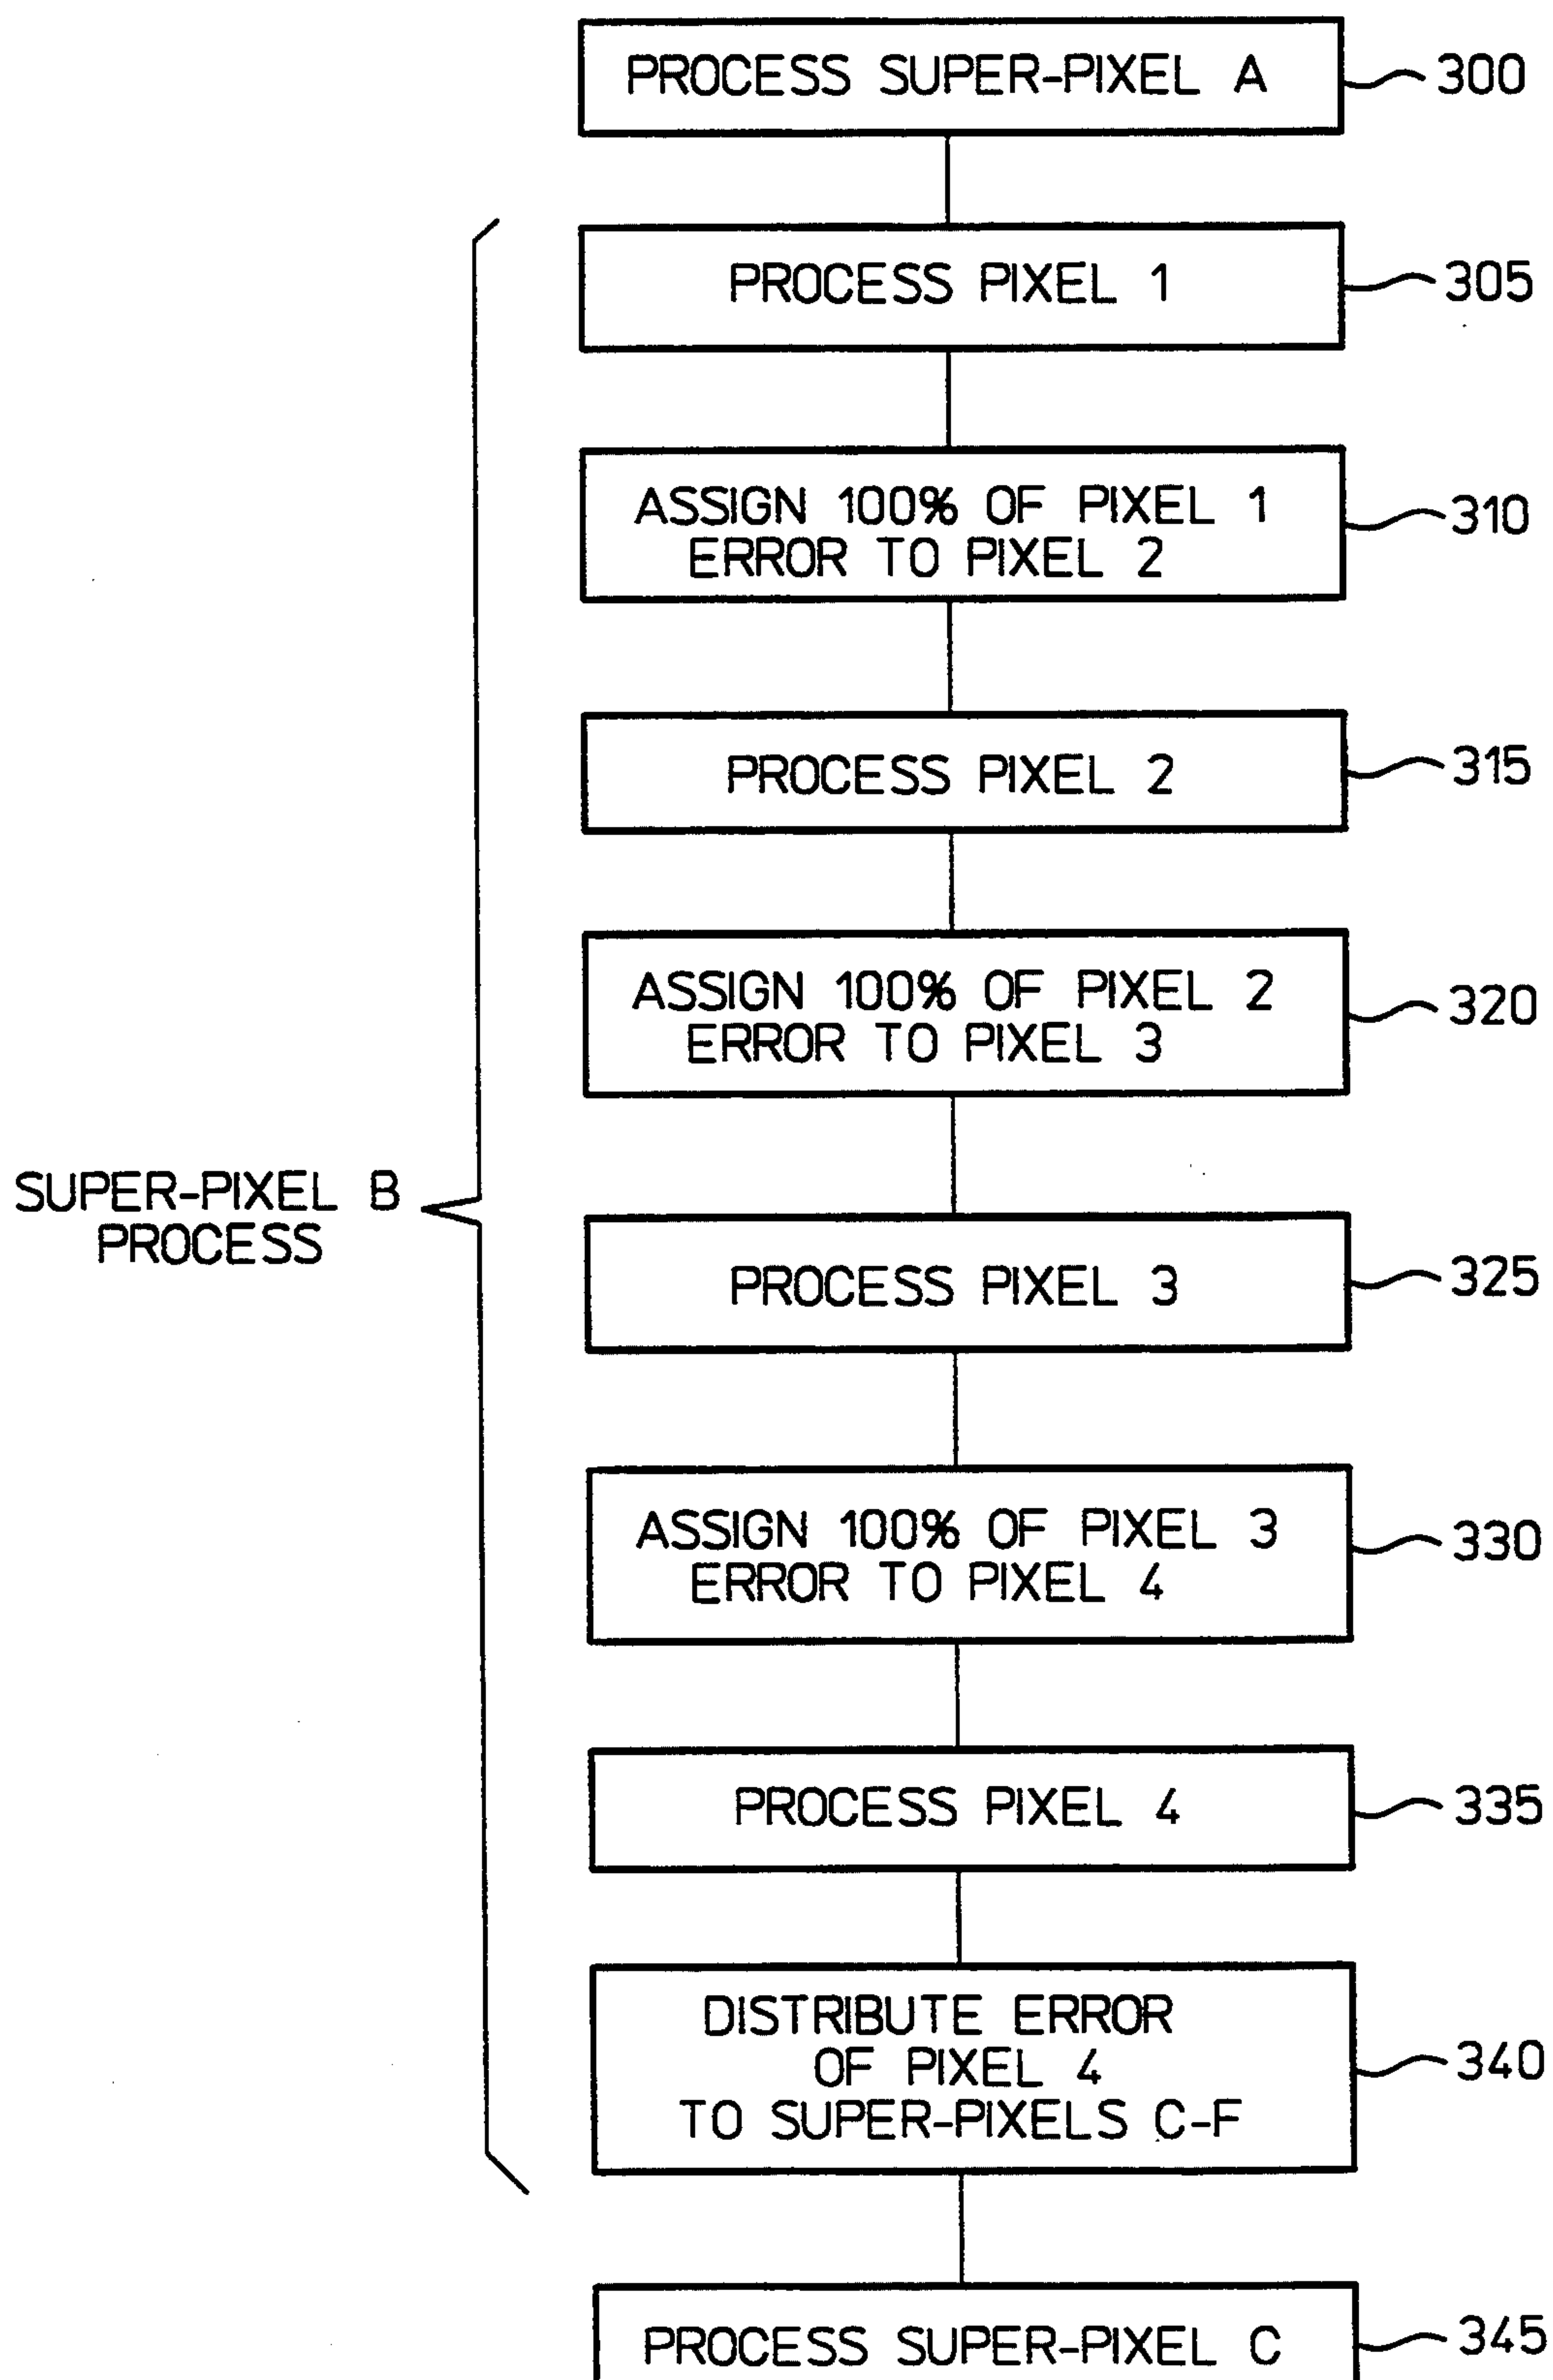 PROCESS SUPER-PIXEL A
300
PROCESS PIXEL 1
305
ASSIGN 100% OF PIXEL 1
ERROR TO PIXEL 2
310
PROCESS PIXEL 2
315
ASSIGN 100% OF PIXEL 2
ERROR TO PIXEL 3
320
SUPER-PIXEL B
PROCESS
PROCESS PIXEL 3
325
ASSIGN 100% OF PIXEL 3
ERROR TO PIXEL 4
330
PROCESS PIXEL 4
335
DISTRIBUTE ERROR
OF PIXEL 4
TO SUPER-PIXELS C-F
340
PROCESS SUPER-PIXEL C
345